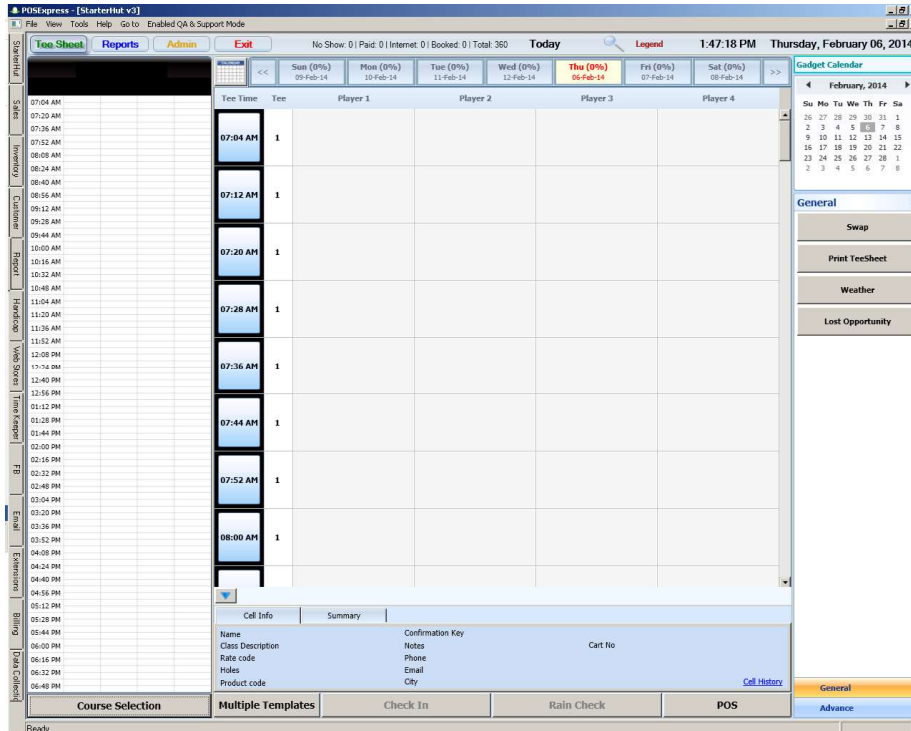 POSExpress - [StarterHut v3]
File View Tools Help Go to Enabled QA & Support Mode
Tee Sheet Reports Admin Exit No Show: 0 | Paid: 0 | Internet: 0 | Booked: 0 | Total: 360 Today Legend 1:47:18 PM Thursday, February 06, 2014
StarterHut
Sales
Inventory
Customer
Report
Handicap
Web Stores
Time Keeper
FB
Email
Extensions
Billing
Data Collectic
07:04 AM
07:20 AM
07:36 AM
07:52 AM
08:08 AM
08:24 AM
08:40 AM
08:56 AM
09:12 AM
09:28 AM
09:44 AM
10:00 AM
10:16 AM
10:32 AM
10:48 AM
11:04 AM
11:20 AM
11:36 AM
11:52 AM
12:08 PM
12:24 PM
12:40 PM
12:56 PM
01:12 PM
01:28 PM
01:44 PM
02:00 PM
02:16 PM
02:32 PM
02:48 PM
03:04 PM
03:20 PM
03:36 PM
03:52 PM
04:08 PM
04:24 PM
04:40 PM
04:56 PM
05:12 PM
05:28 PM
05:44 PM
06:00 PM
06:16 PM
06:32 PM
06:48 PM
Course Selection
<< Sun (0%) Mon (0%) Tue (0%) Wed (0%) Thu (0%) Fri (0%) Sat (0%) >>
09-Feb-14 10-Feb-14 11-Feb-14 12-Feb-14 06-Feb-14 07-Feb-14 08-Feb-14
Tee Time Tee Player 1 Player 2 Player 3 Player 4
07:04 AM 1
07:12 AM 1
07:20 AM 1
07:28 AM 1
07:36 AM 1
07:44 AM 1
07:52 AM 1
08:00 AM 1
Cell Info Summary
Name Confirmation Key
Class Description Notes Cart No
Rate code Phone
Holes Email
Product code City Cell History
Multiple Templates Check In Rain Check POS
Gadget Calendar
February, 2014
Su Mo Tu We Th Fr Sa
26 27 28 29 30 31 1
2 3 4 5 6 7 8
9 10 11 12 13 14 15
16 17 18 19 20 21 22
23 24 25 26 27 28 1
2 3 4 5 6 7 8
General
Swap
Print TeeSheet
Weather
Lost Opportunity
General
Advance
Ready